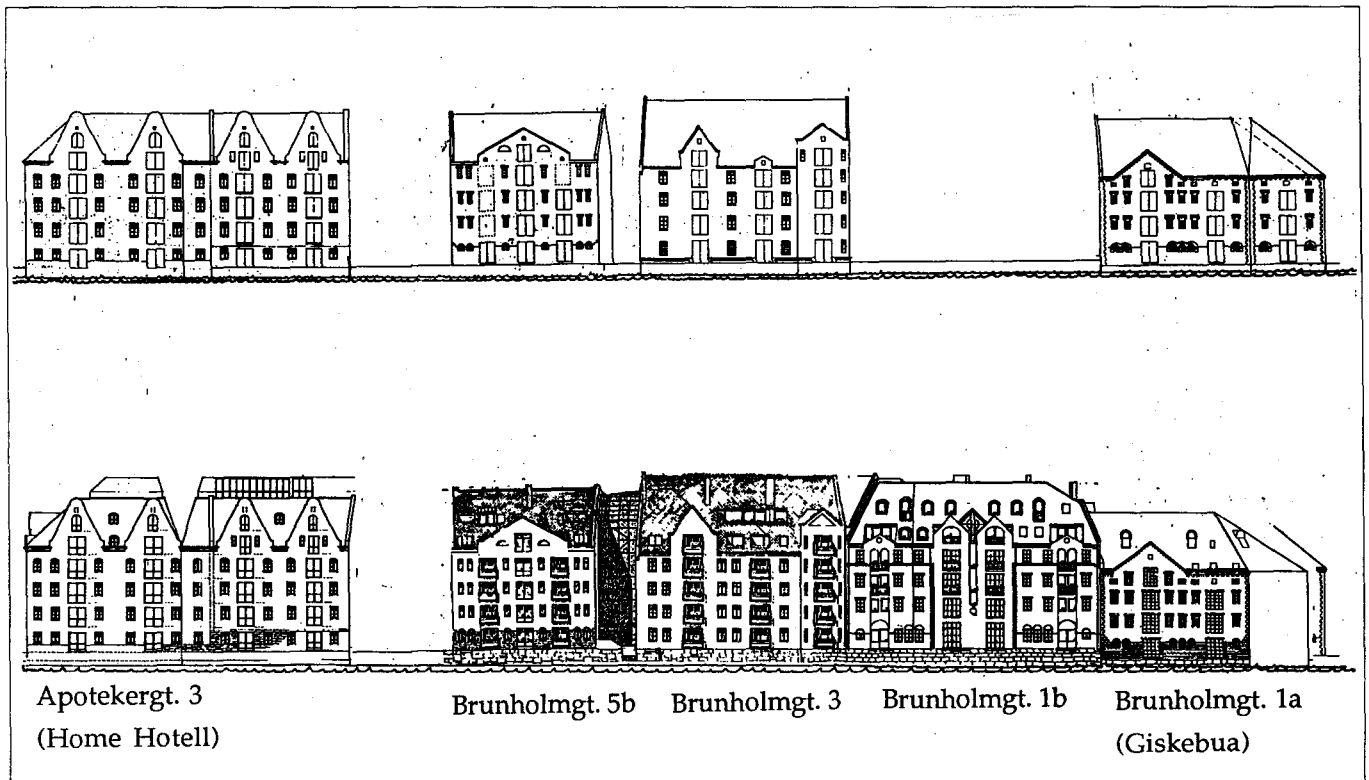 Apotekergt. 3
(Home Hotell)
Brunholmgt. 5b
Brunholmgt. 3
Brunholmgt. 1b
Brunholmgt. 1a
(Giskebua)